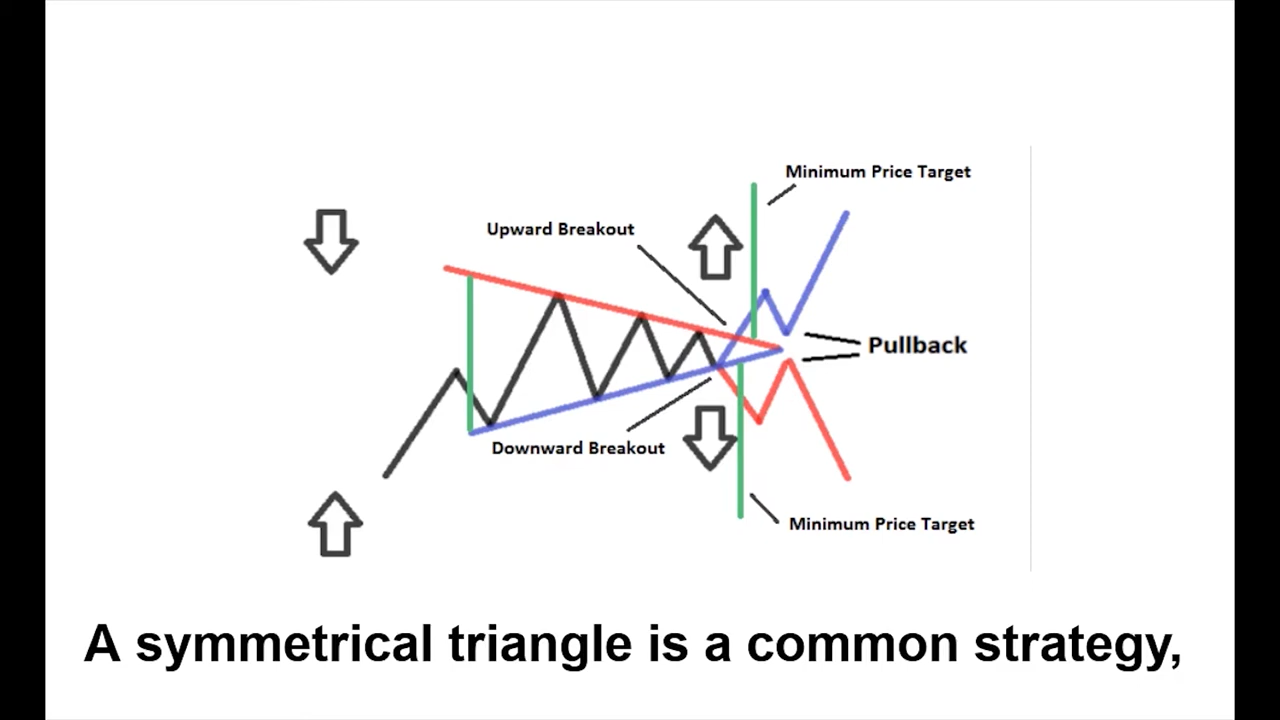 Minimum Price Target
Upward Breakout
Pullback
Downward Breakout
Minimum Price Target
A symmetrical triangle is a common strategy,